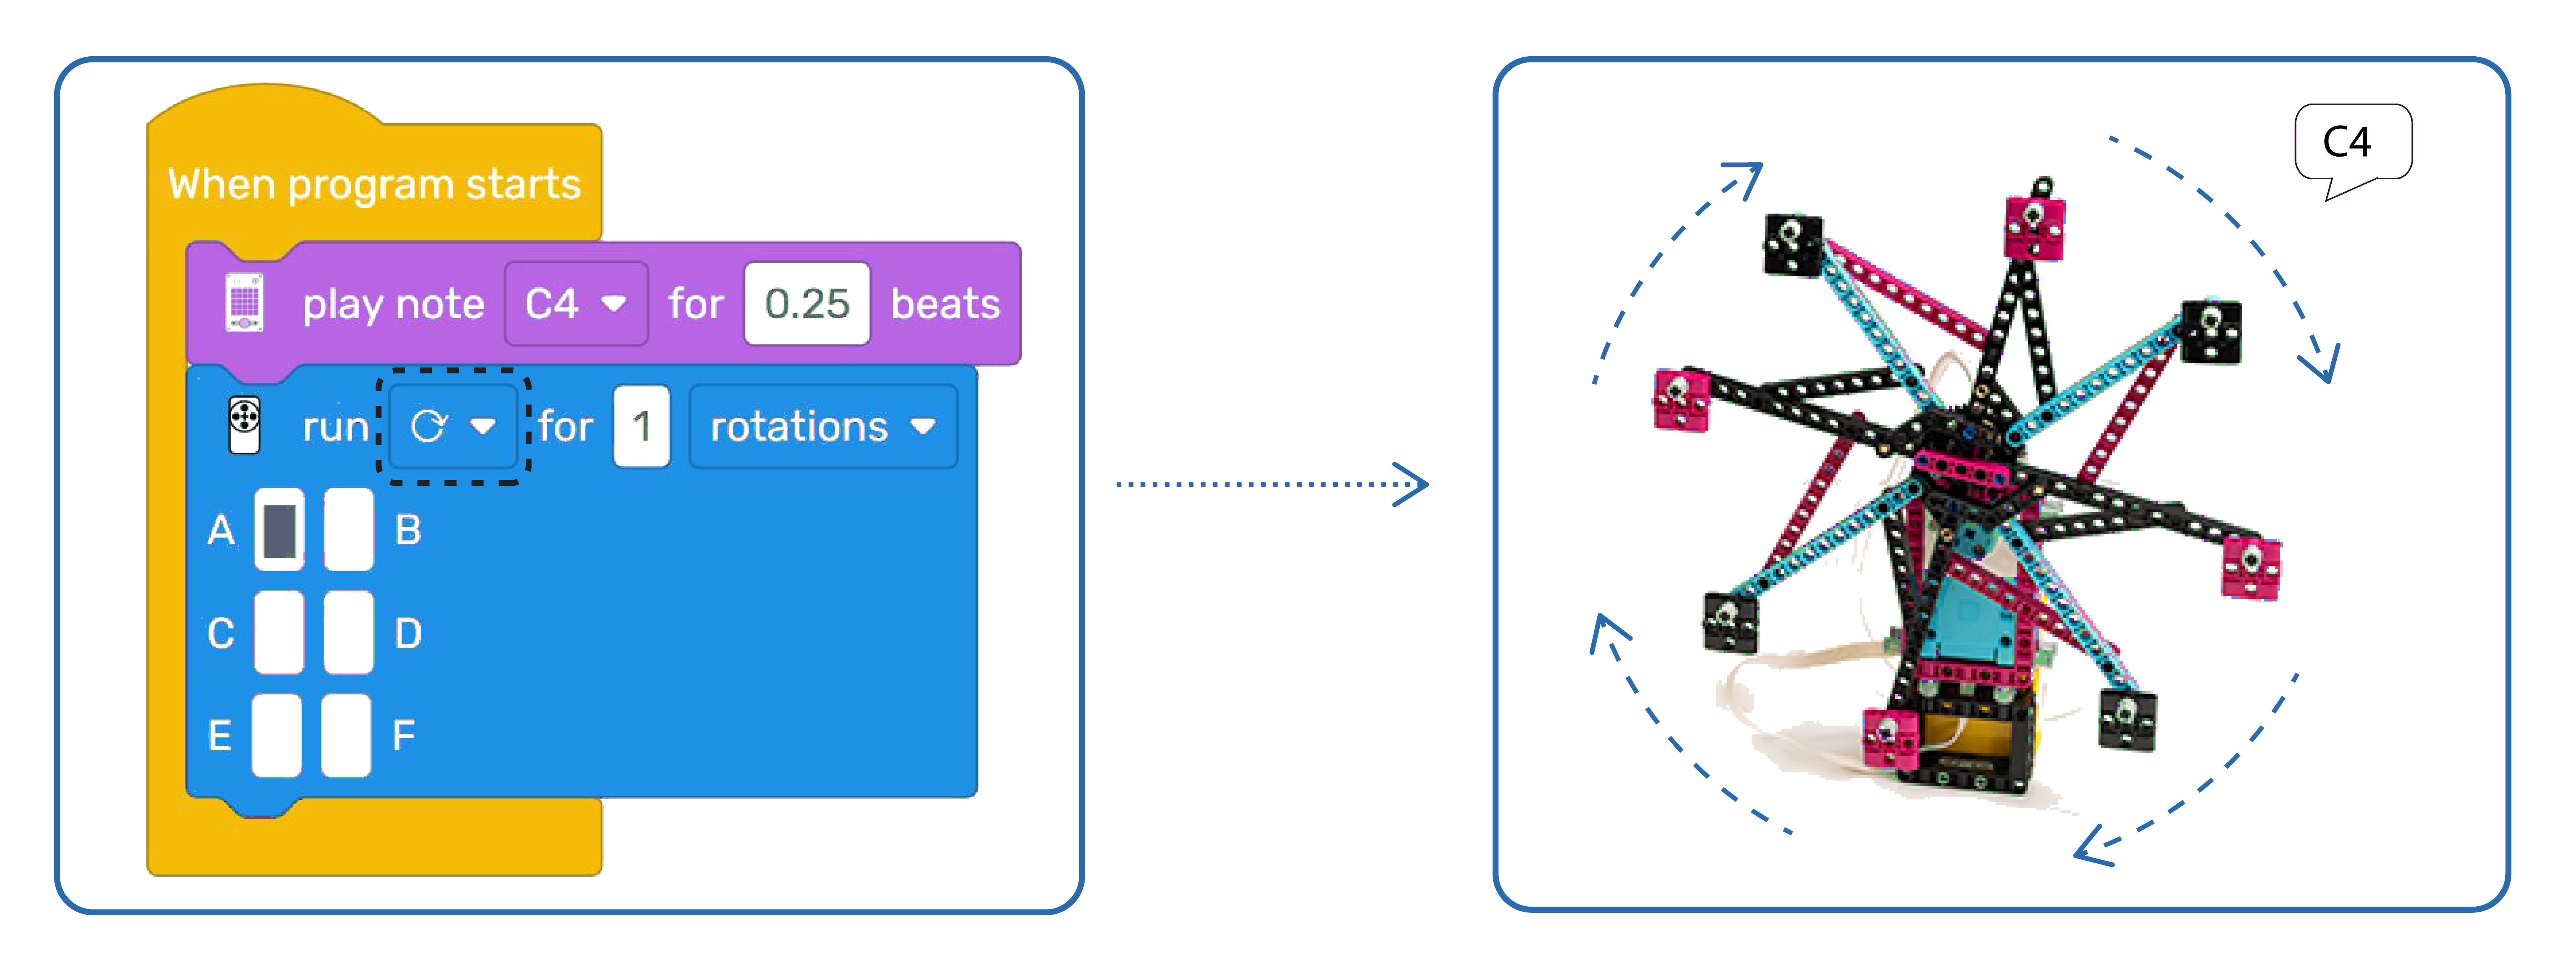 When program starts
play note C4 for 0.25 beats
run for 1 rotations
A B
C D
E F
C4